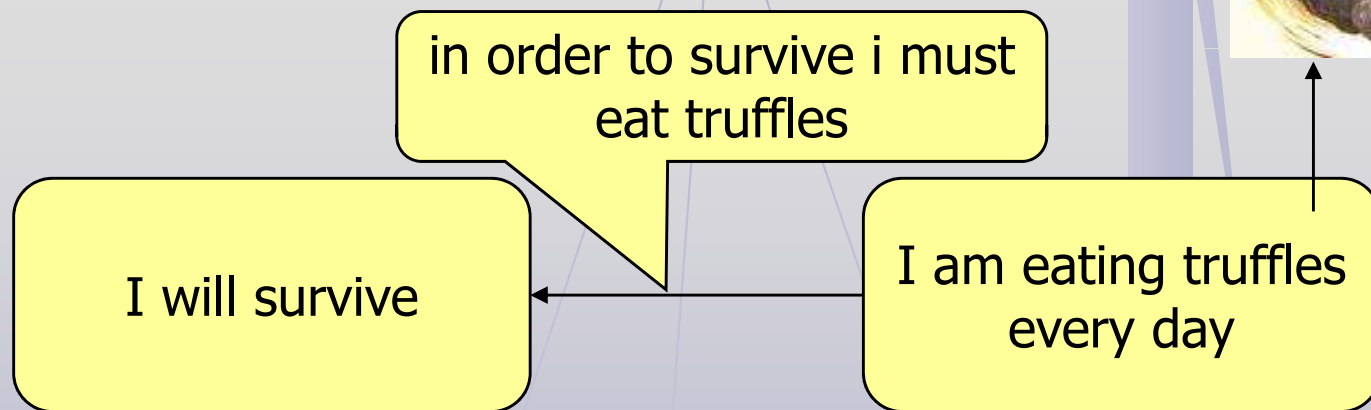 in order to survive i must
eat truffles
I will survive
I am eating truffles
every day